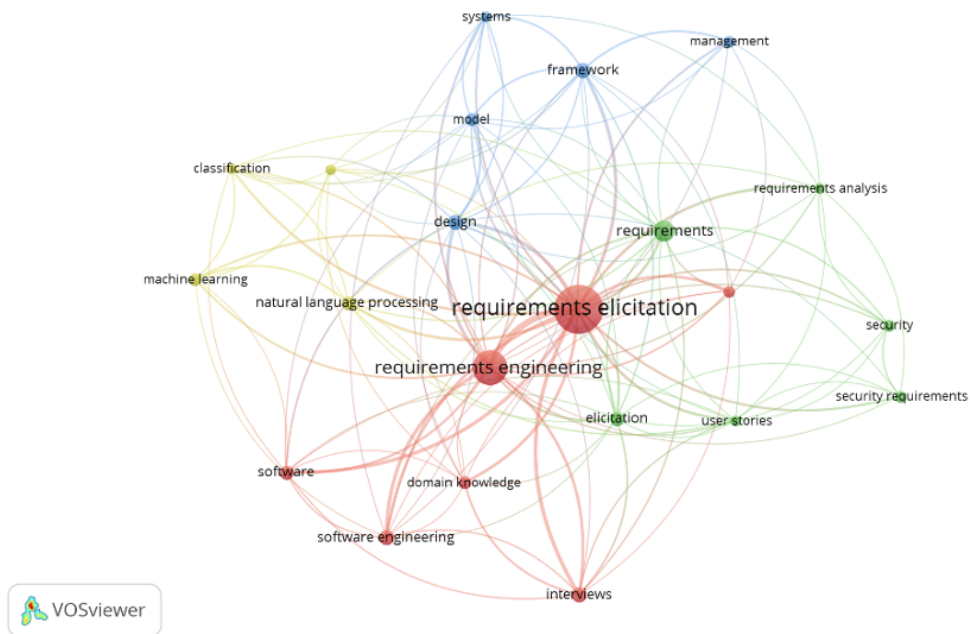 systems
management
framework
model
classification
requirements analysis
design
requirements
machine learning
natural language processing
requirements elicitation
security
requirements engineering
security requirements
elicitation
user stories
software
domain knowledge
software engineering
interviews
VOSviewer